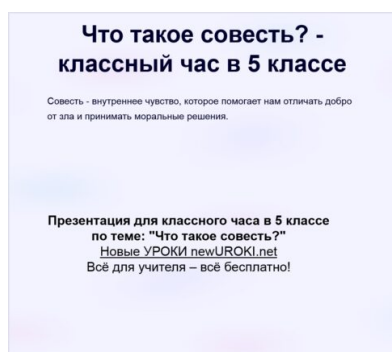 Что такое совесть? -
классный час в 5 классе
Совесть - внутреннее чувство, которое помогает нам отличать добро
от зла и принимать моральные решения.
Презентация для классного часа в 5 классе
по теме: "Что такое совесть?"
Новые УРОКИ newUROKI.net
Всё для учителя – всё бесплатно!